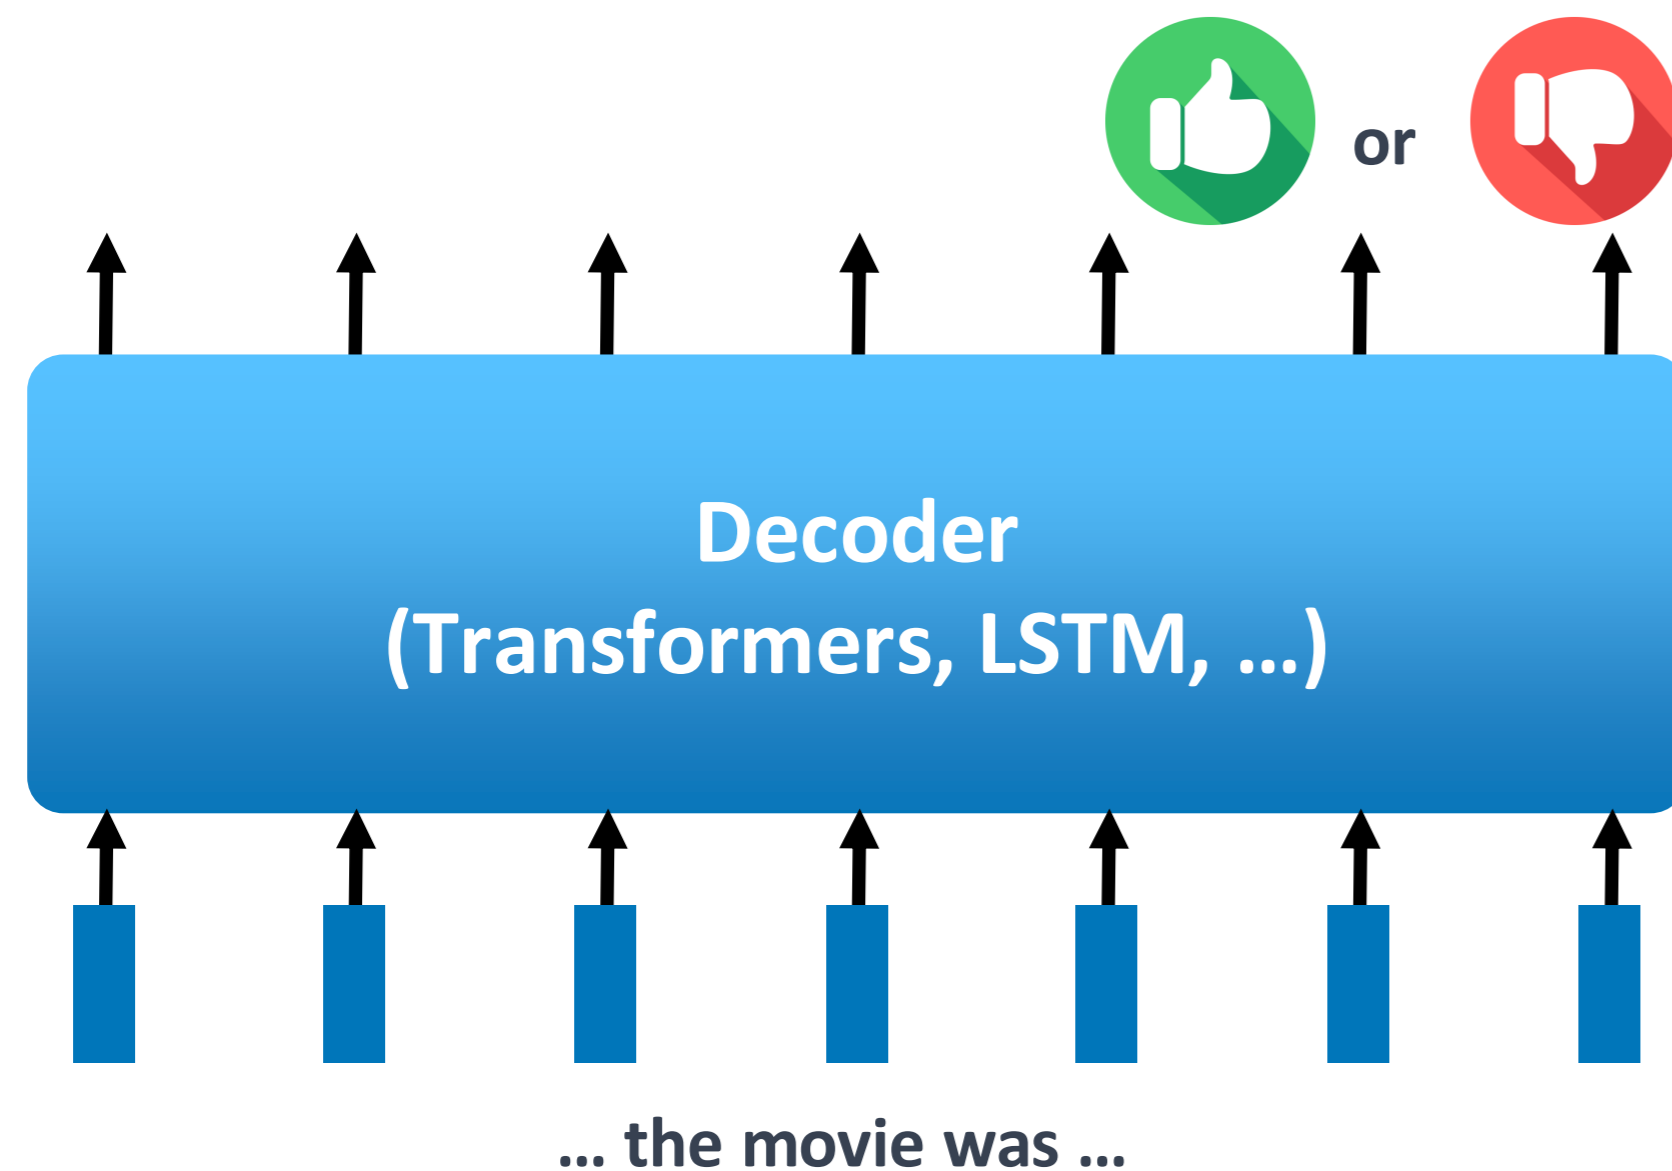 or
Decoder
(Transformers, LSTM, ...)
... the movie was ...